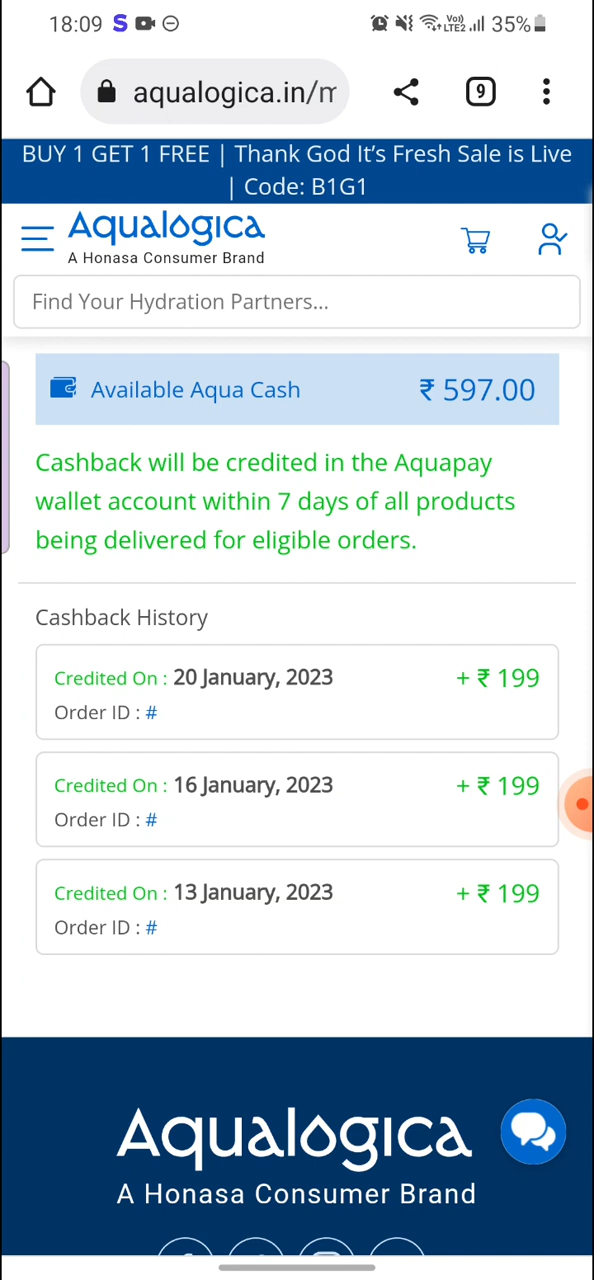 18:09 S Vo)) LTE2 35%
aqualogica.in/m
9
BUY 1 GET 1 FREE | Thank God It's Fresh Sale is Live
| Code: B1G1
Aqualogica
A Honasa Consumer Brand
Find Your Hydration Partners...
Available Aqua Cash ₹ 597.00
Cashback will be credited in the Aquapay
wallet account within 7 days of all products
being delivered for eligible orders.
Cashback History
Credited On : 20 January, 2023 + ₹ 199
Order ID : #
Credited On : 16 January, 2023 + ₹ 199
Order ID : #
Credited On : 13 January, 2023 + ₹ 199
Order ID : #
Aqualogica
A Honasa Consumer Brand